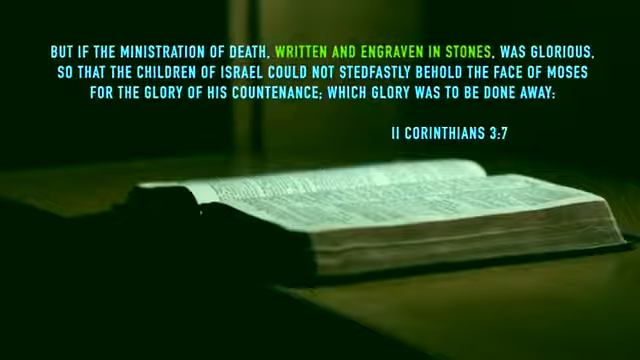 BUT IF THE MINISTRATION OF DEATH, WRITTEN AND ENGRAVEN IN STONES, WAS GLORIOUS,
SO THAT THE CHILDREN OF ISRAEL COULD NOT STEDFASTLY BEHOLD THE FACE OF MOSES
FOR THE GLORY OF HIS COUNTENANCE; WHICH GLORY WAS TO BE DONE AWAY:
II CORINTHIANS 3:7